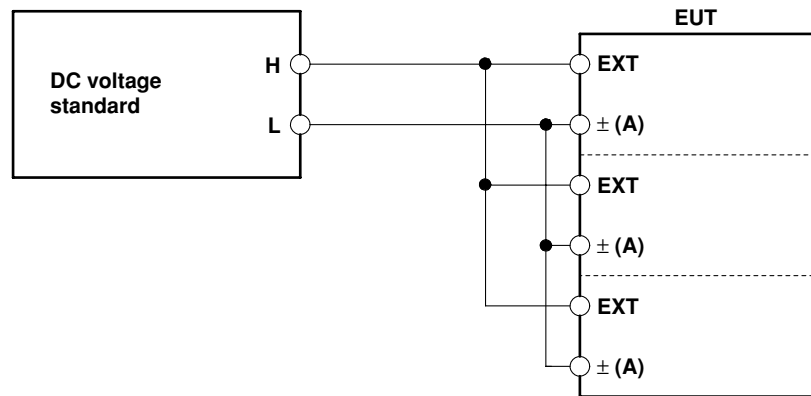 EUT
DC voltage
standard
H
L
EXT
± (A)
EXT
± (A)
EXT
± (A)